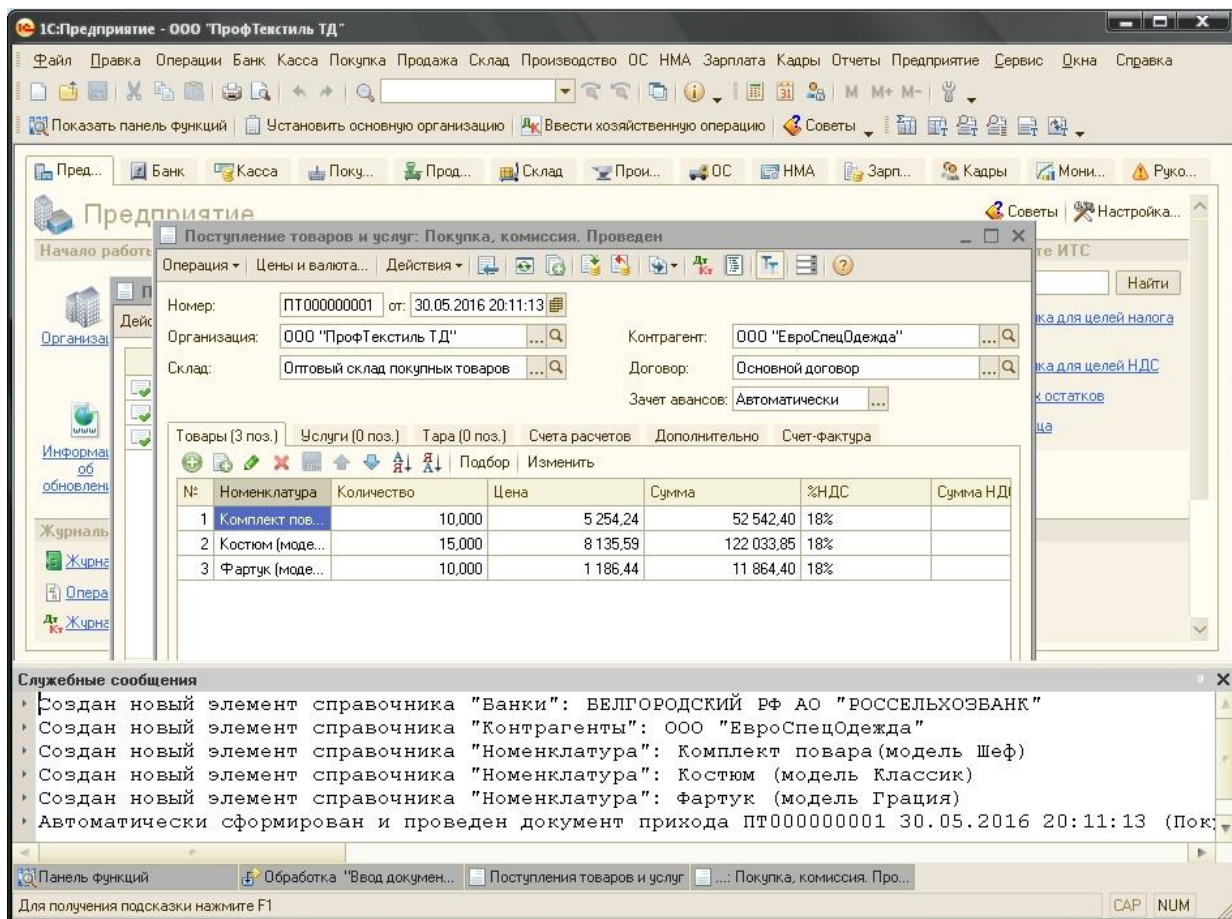 1С:Предприятие - ООО "ПрофТекстиль ТД"
Файл Правка Операции Банк Касса Покупка Продажа Склад Производство ОС НМА Зарплата Кадры Отчеты Предприятие Сервис Окна Справка
M M+ M-
Показать панель функций Установить основную организацию Ввести хозяйственную операцию Советы
Пред... Банк Касса Поку... Прод... Склад Прои... ОС НМА Зарп... Кадры Мони... Руко...
Предприятие Советы Настройка...
Поступление товаров и услуг: Покупка, комиссия. Проведен
Начало работы те ИТС
Операция Цены и валюта... Действия
Найти
Номер: ПТ000000001 от: 30.05.2016 20:11:13
Дейс
ка для целей налога
Организац Организация: ООО "ПрофТекстиль ТД" ... Контрагент: ООО "ЕвроСпецОдежда" ...
Склад: Оптовый склад покупных товаров ... Договор: Основной договор ...
ка для целей НДС
Зачет авансов: Автоматически ...
х остатков
ца
Товары (3 поз.) Услуги (0 поз.) Тара (0 поз.) Счета расчетов Дополнительно Счет-фактура
Информац
об
обновлен
Подбор Изменить
N° Номенклатура Количество Цена Сумма %НДС Сумма НД
1 Комплект пов... 10,000 5 254,24 52 542,40 18%
2 Костюм (моде... 15,000 8 135,59 122 033,85 18%
3 Фартук (моде... 10,000 1 186,44 11 864,40 18%
Журналы
Журна
Опера
Журна
Служебные сообщения
Создан новый элемент справочника "Банки": БЕЛГОРОДСКИЙ РФ АО "РОССЕЛЬХОЗБАНК"
Создан новый элемент справочника "Контрагенты": ООО "ЕвроСпецОдежда"
Создан новый элемент справочника "Номенклатура": Комплект повара(модель Шеф)
Создан новый элемент справочника "Номенклатура": Костюм (модель Классик)
Создан новый элемент справочника "Номенклатура": Фартук (модель Грация)
Автоматически сформирован и проведен документ прихода ПТ000000001 30.05.2016 20:11:13 (Пок
Панель функций Обработка "Ввод докумен... Поступления товаров и услуг ...: Покупка, комиссия. Про...
Для получения подсказки нажмите F1 CAP NUM